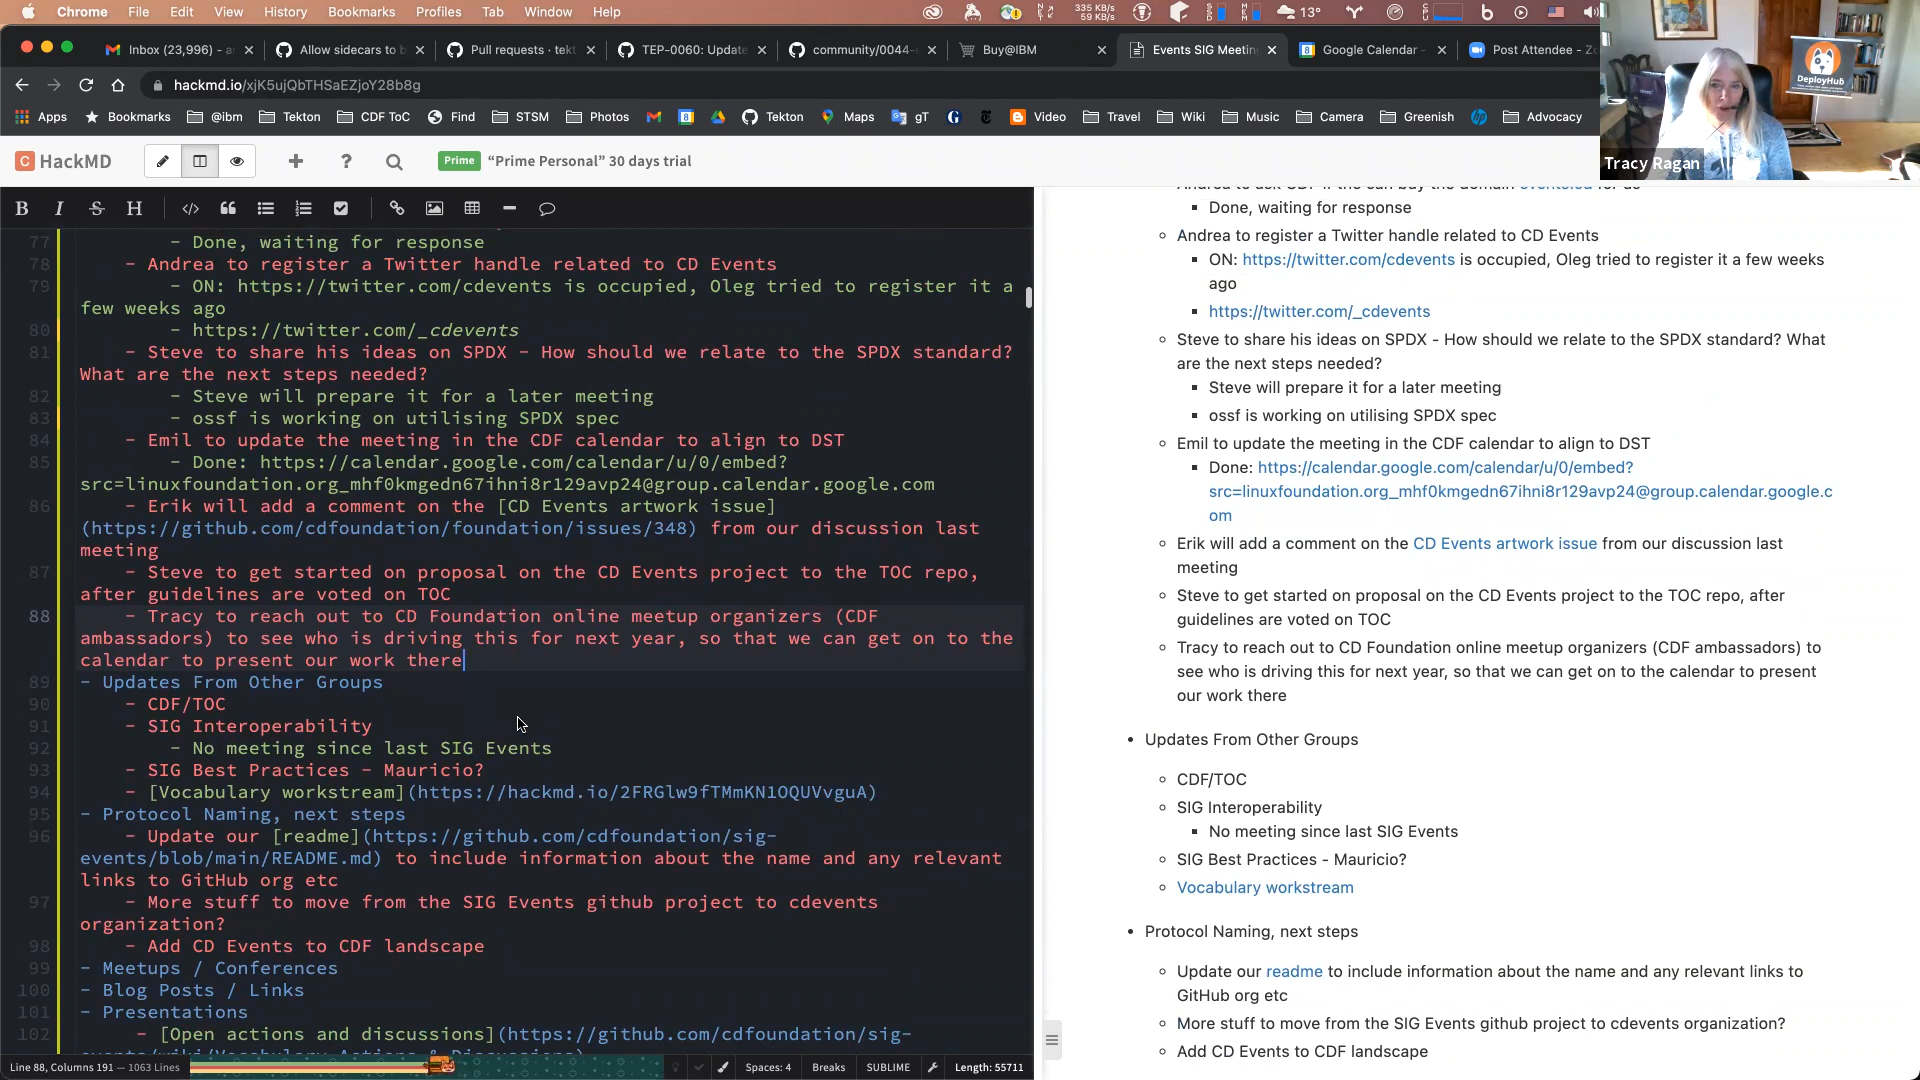 Chrome File Edit View History Bookmarks Profiles Tab Window Help
335 KB/s
59 KB/s
13°
Inbox (23,996) - a
Allow sidecars to b
Pull requests · tekt
TEP-0060: Update
community/0044-
Buy@IBM
Events SIG Meetin
Google Calendar -
Post Attendee - Zo
hackmd.io/xjK5ujQbTHSaEZjoY28b8g
Apps Bookmarks @ibm Tekton CDF ToC Find STSM Photos Tekton Maps gT Video Travel Wiki Music Camera Greenish Advocacy
DeployHub
Tracy Ragan
HackMD
Prime "Prime Personal" 30 days trial
B I S H
77 - Done, waiting for response
78 - Andrea to register a Twitter handle related to CD Events
79 - ON: https://twitter.com/cdevents is occupied, Oleg tried to register it a
few weeks ago
80 - https://twitter.com/_cdevents
81 - Steve to share his ideas on SPDX - How should we relate to the SPDX standard?
What are the next steps needed?
82 - Steve will prepare it for a later meeting
83 - ossf is working on utilising SPDX spec
84 - Emil to update the meeting in the CDF calendar to align to DST
85 - Done: https://calendar.google.com/calendar/u/0/embed?
src=linuxfoundation.org_mhf0kmgedn67ihni8r129avp24@group.calendar.google.com
86 - Erik will add a comment on the [CD Events artwork issue]
(https://github.com/cdfoundation/foundation/issues/348) from our discussion last
meeting
87 - Steve to get started on proposal on the CD Events project to the TOC repo,
after guidelines are voted on TOC
88 - Tracy to reach out to CD Foundation online meetup organizers (CDF
ambassadors) to see who is driving this for next year, so that we can get on to the
calendar to present our work there
89 - Updates From Other Groups
90 - CDF/TOC
91 - SIG Interoperability
92 - No meeting since last SIG Events
93 - SIG Best Practices - Mauricio?
94 - [Vocabulary workstream](https://hackmd.io/2FRGlw9fTMmKN1OQUVvguA)
95 - Protocol Naming, next steps
96 - Update our [readme](https://github.com/cdfoundation/sig-
events/blob/main/README.md) to include information about the name and any relevant
links to GitHub org etc
97 - More stuff to move from the SIG Events github project to cdevents
organization?
98 - Add CD Events to CDF landscape
99 - Meetups / Conferences
100 - Blog Posts / Links
101 - Presentations
102 - [Open actions and discussions](https://github.com/cdfoundation/sig-
Line 88, Columns 191 — 1063 Lines
Spaces: 4 Breaks SUBLIME Length: 55711
Done, waiting for response
Andrea to register a Twitter handle related to CD Events
ON: https://twitter.com/cdevents is occupied, Oleg tried to register it a few weeks
ago
https://twitter.com/_cdevents
Steve to share his ideas on SPDX - How should we relate to the SPDX standard? What
are the next steps needed?
Steve will prepare it for a later meeting
ossf is working on utilising SPDX spec
Emil to update the meeting in the CDF calendar to align to DST
Done: https://calendar.google.com/calendar/u/0/embed?
src=linuxfoundation.org_mhf0kmgedn67ihni8r129avp24@group.calendar.google.c
om
Erik will add a comment on the CD Events artwork issue from our discussion last
meeting
Steve to get started on proposal on the CD Events project to the TOC repo, after
guidelines are voted on TOC
Tracy to reach out to CD Foundation online meetup organizers (CDF ambassadors) to
see who is driving this for next year, so that we can get on to the calendar to present
our work there
Updates From Other Groups
CDF/TOC
SIG Interoperability
No meeting since last SIG Events
SIG Best Practices - Mauricio?
Vocabulary workstream
Protocol Naming, next steps
Update our readme to include information about the name and any relevant links to
GitHub org etc
More stuff to move from the SIG Events github project to cdevents organization?
Add CD Events to CDF landscape